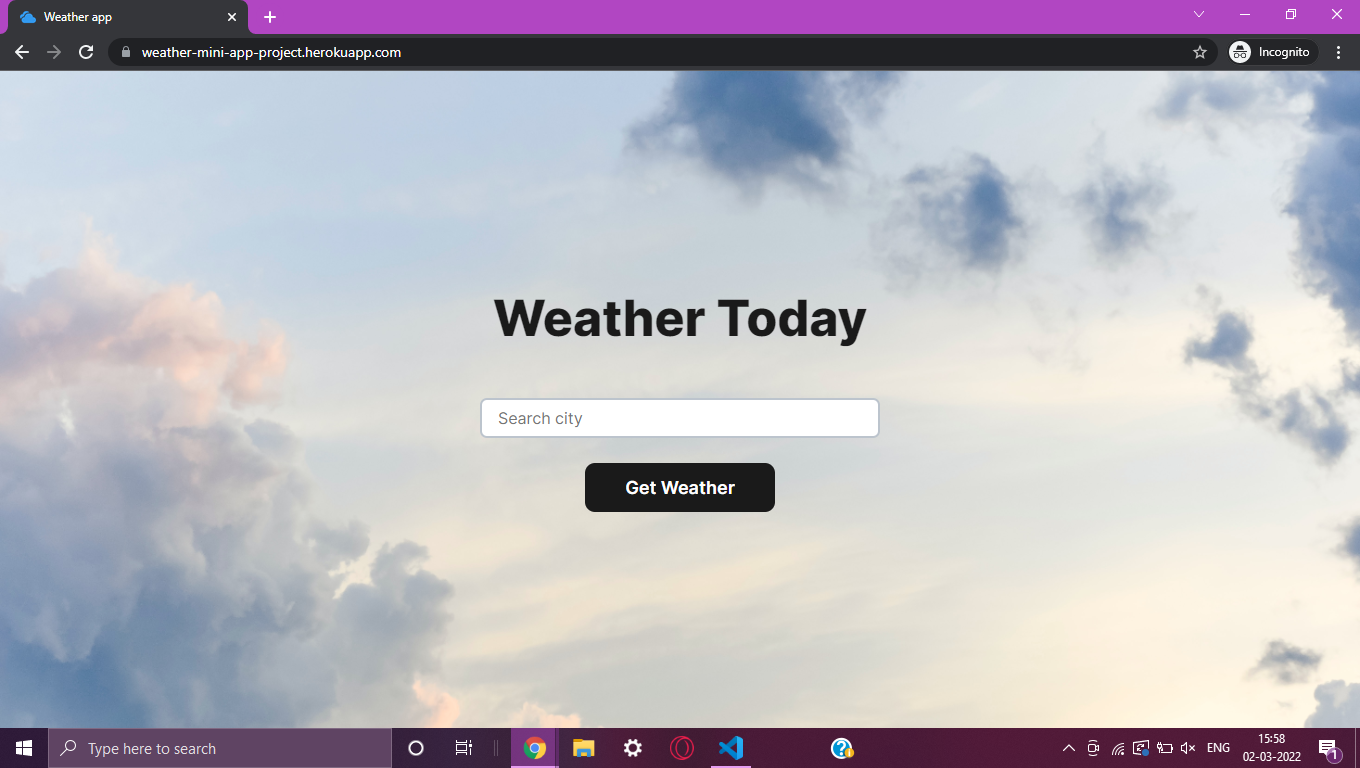 Weather app
weather-mini-app-project.herokuapp.com
Incognito
Weather Today
Search city
Get Weather
Type here to search
ENG
15:58
02-03-2022
1